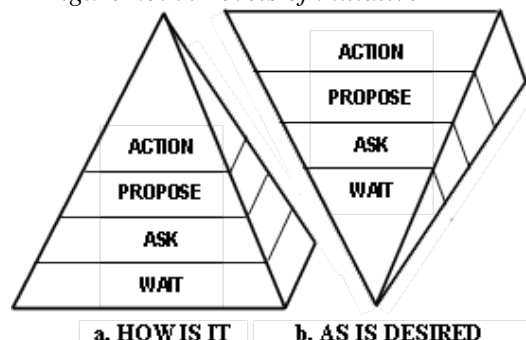 ACTION
PROPOSE
ASK
WAIT
ACTION
PROPOSE
ASK
WAIT
a. HOW IS IT
b. AS IS DESIRED